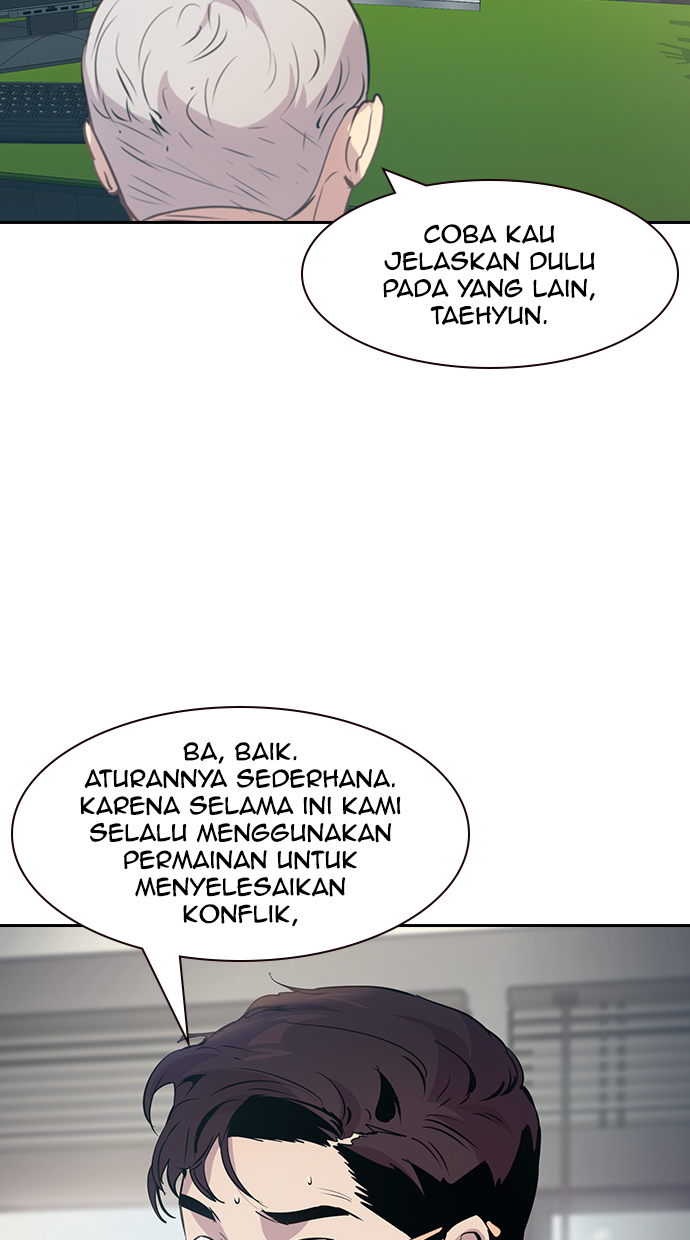 COBA KAU
JELASKAN DULU
PADA YANG LAIN,
TAEHYUN.
BA, BAIK.
ATURANNYA SEDERHANA.
KARENA SELAMA INI KAMI
SELALU MENGGUNAKAN
PERMAINAN UNTUK
MENYELESAIKAN
KONFLIK,